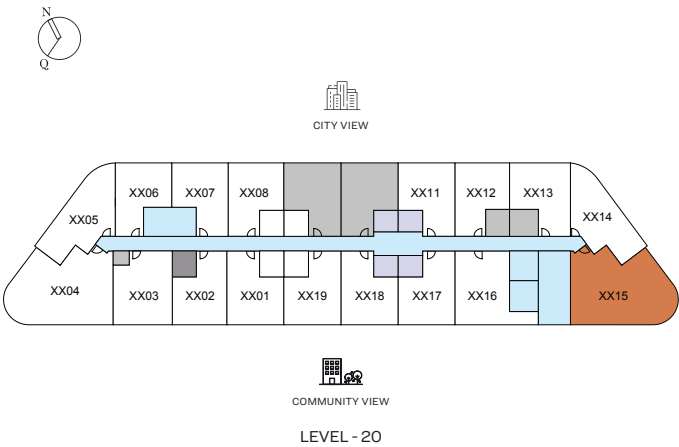 N
Q
CITY VIEW
XX06 XX07 XX08 XX11 XX12 XX13
XX05 XX14
XX04 XX03 XX02 XX01 XX19 XX18 XX17 XX16 XX15
COMMUNITY VIEW
LEVEL - 20